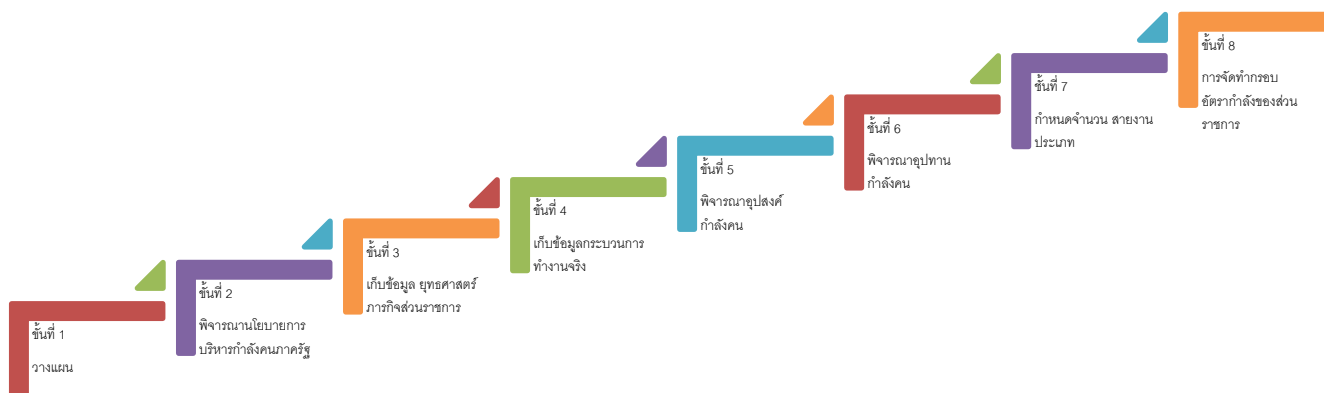 ขั้นที่ 1
วางแผน
ขั้นที่ 2
พิจารณานโยบายการ
บริหารกำลังคนภาครัฐ
ขั้นที่ 3
เก็บข้อมูล ยุทธศาสตร์
ภารกิจส่วนราชการ
ขั้นที่ 4
เก็บข้อมูลกระบวนการ
ทำงานจริง
ขั้นที่ 5
พิจารณาอุปสงค์
กำลังคน
ขั้นที่ 6
พิจารณาอุปทาน
กำลังคน
ขั้นที่ 7
กำหนดจำนวน สายงาน
ประเภท
ขั้นที่ 8
การจัดทำกรอบ
อัตรากำลังของส่วน
ราชการ